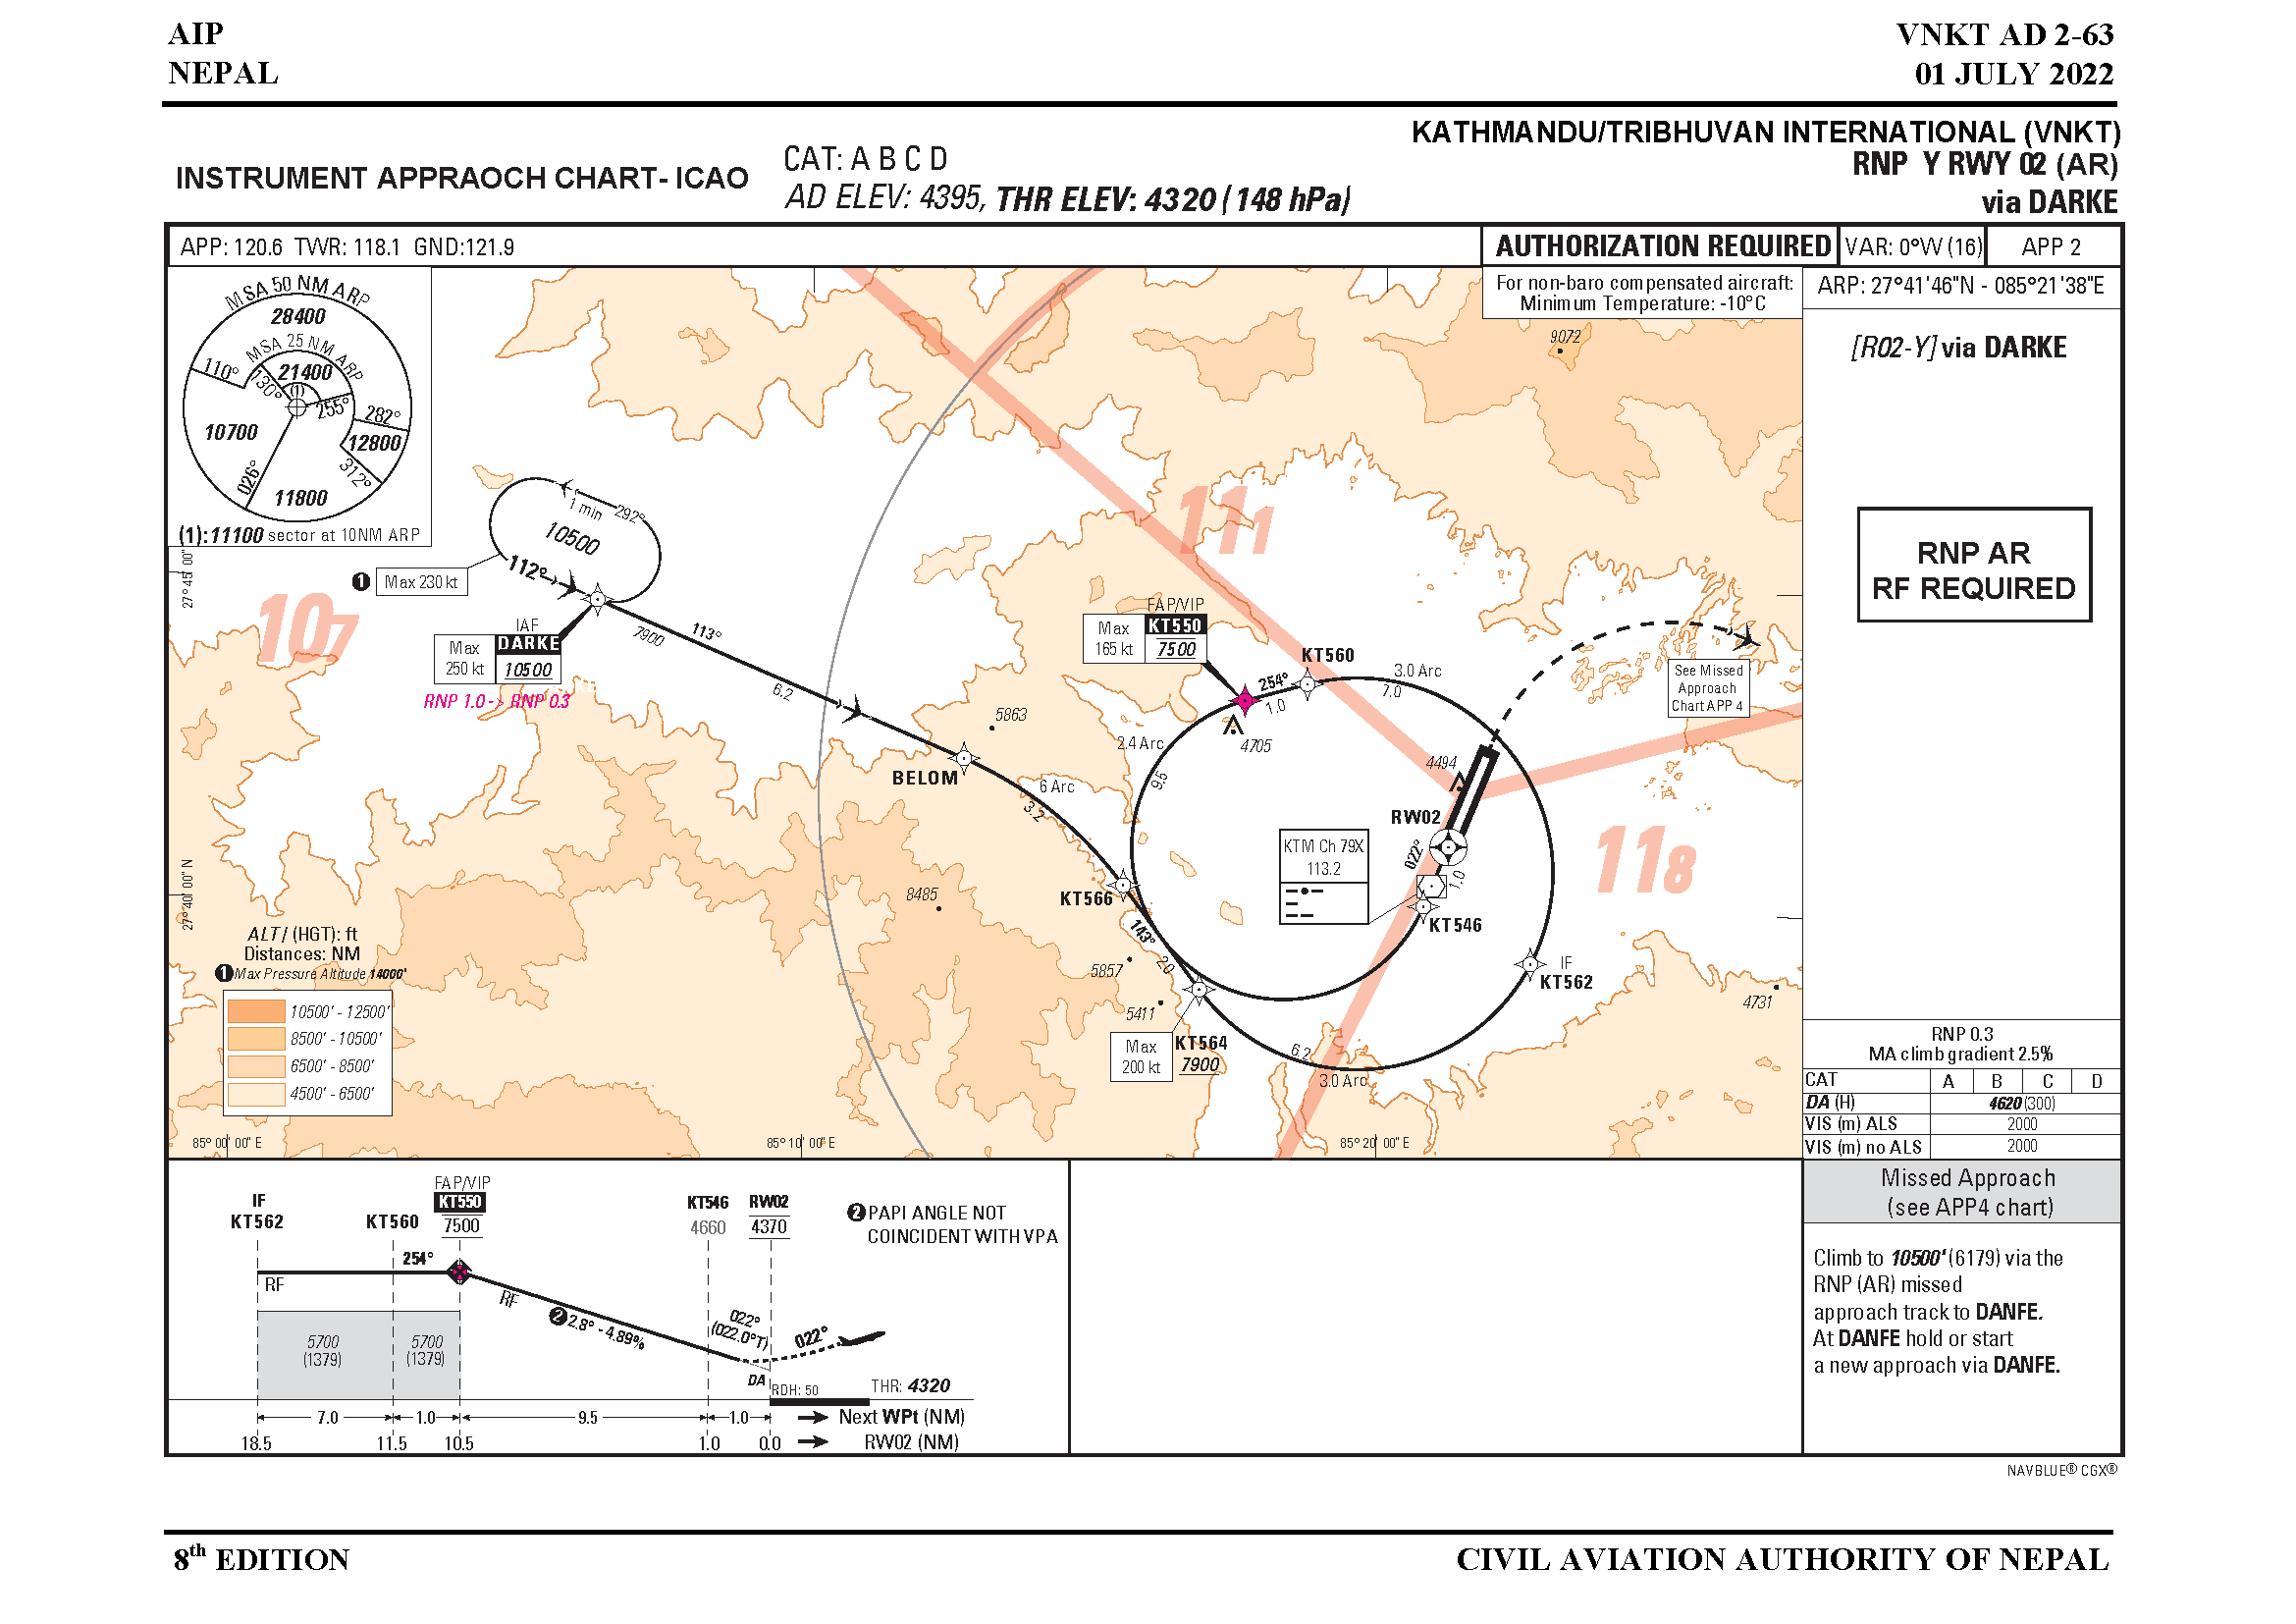 AIP
NEPAL
VNKT AD 2-63
01 JULY 2022
INSTRUMENT APPRAOCH CHART- ICAO
CAT: A B C D
AD ELEV: 4395, THR ELEV: 4320 (148 hPa)
KATHMANDU/TRIBHUVAN INTERNATIONAL (VNKT)
RNP Y RWY 02 (AR)
via DARKE
APP: 120.6 TWR: 118.1 GND:121.9
AUTHORIZATION REQUIRED
VAR: 0°W (16)
APP 2
For non-baro compensated aircraft:
Minimum Temperature: -10°C
ARP: 27°41'46"N - 085°21'38"E
[R02-Y] via DARKE
RNP AR
RF REQUIRED
MSA 50 NM ARP
28400
MSA 25 NM ARP
21400
110°
130°
(1)
255°
282°
10700
12800
026°
312°
11800
(1):11100 sector at 10NM ARP
27° 45' 00"
9072
1 min
292°
10500
112°
1 Max 230 kt
107
111
IAF
DARKE
Max
250 kt
10500
RNP 1.0 -> RNP 0.3
7900
113°
6.2
FAP/VIP
KT550
Max
165 kt
7500
254°
1.0
KT560
3.0 Arc
7.0
See Missed
Approach
Chart APP 4
5863
2.4 Arc
4705
9.5
BELOM
6 Arc
3.2
4494
RW02
022°
1.0
KTM Ch 79X
113.2
118
27° 40' 00" N
8485
KT566
143°
2.0
KT546
5857
5411
IF
KT562
4731
Max
200 kt
KT564
7900
6.2
3.0 Arc
ALT/ (HGT): ft
Distances: NM
1 Max Pressure Altitude 14000'
10500' - 12500'
8500' - 10500'
6500' - 8500'
4500' - 6500'
85° 00' 00" E
85° 10' 00" E
85° 20' 00" E
RNP 0.3
MA climb gradient 2.5%
CAT A B C D
DA (H) 4620 (300)
VIS (m) ALS 2000
VIS (m) no ALS 2000
Missed Approach
(see APP4 chart)
Climb to 10500' (6179) via the
RNP (AR) missed
approach track to DANFE.
At DANFE hold or start
a new approach via DANFE.
IF
KT562
KT560
FAP/VIP
KT550
7500
KT546
4660
RW02
4370
2 PAPI ANGLE NOT
COINCIDENT WITH VPA
254°
RF
RF
2 2.8° - 4.89%
022°
(022.0°T)
022°
5700
(1379)
5700
(1379)
DA
RDH: 50
THR: 4320
7.0 1.0 9.5 1.0 Next WPt (NM)
18.5 11.5 10.5 1.0 0.0 RW02 (NM)
NAVBLUE® CGX®
8th EDITION
CIVIL AVIATION AUTHORITY OF NEPAL